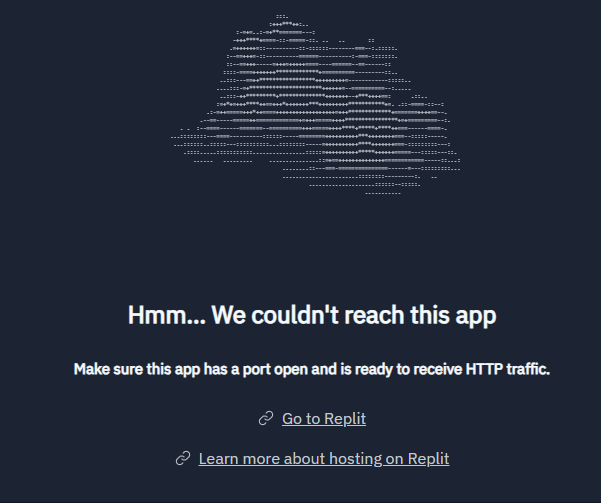 Hmm... We couldn't reach this app
Make sure this app has a port open and is ready to receive HTTP traffic.
Go to Replit
Learn more about hosting on Replit